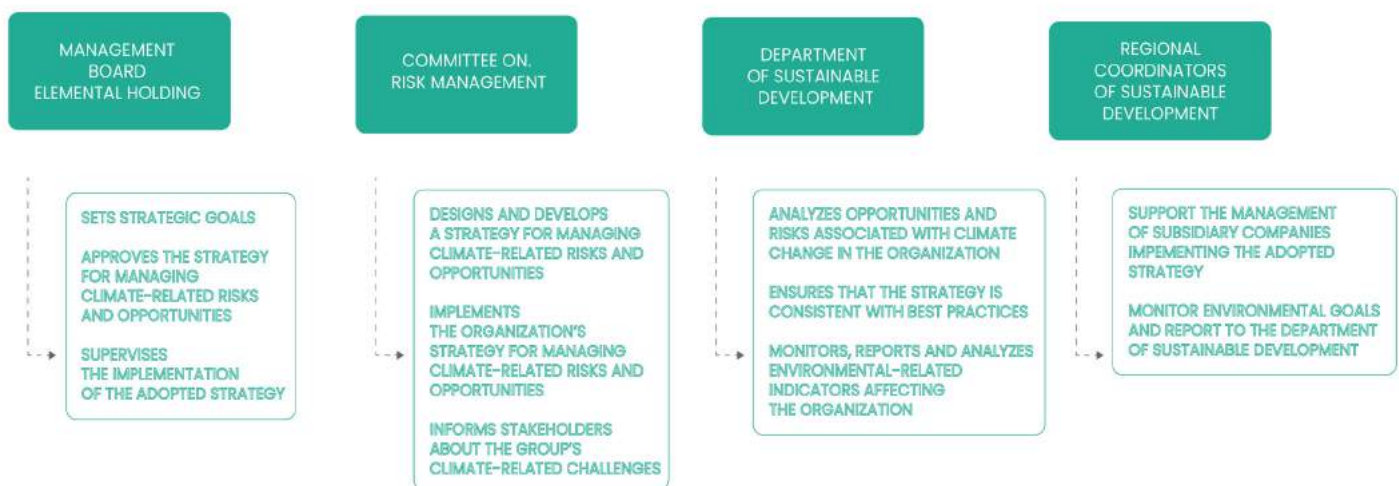 MANAGEMENT
BOARD
ELEMENTAL HOLDING
SETS STRATEGIC GOALS
APPROVES THE STRATEGY
FOR MANAGING
CLIMATE-RELATED RISKS
AND OPPORTUNITIES
SUPERVISES
THE IMPLEMENTATION
OF THE ADOPTED STRATEGY
COMMITTEE ON.
RISK MANAGEMENT
DESIGNS AND DEVELOPS
A STRATEGY FOR MANAGING
CLIMATE-RELATED RISKS AND
OPPORTUNITIES
IMPLEMENTS
THE ORGANIZATION'S
STRATEGY FOR MANAGING
CLIMATE-RELATED RISKS AND
OPPORTUNITIES
INFORMS STAKEHOLDERS
ABOUT THE GROUP'S
CLIMATE-RELATED CHALLENGES
DEPARTMENT
OF SUSTAINABLE
DEVELOPMENT
ANALYZES OPPORTUNITIES AND
RISKS ASSOCIATED WITH CLIMATE
CHANGE IN THE ORGANIZATION
ENSURES THAT THE STRATEGY IS
CONSISTENT WITH BEST PRACTICES
MONITORS, REPORTS AND ANALYZES
ENVIRONMENTAL-RELATED
INDICATORS AFFECTING
THE ORGANIZATION
REGIONAL
COORDINATORS
OF SUSTAINABLE
DEVELOPMENT
SUPPORT THE MANAGEMENT
OF SUBSIDIARY COMPANIES
IMPEMENTING THE ADOPTED
STRATEGY
MONITOR ENVIRONMENTAL GOALS
AND REPORT TO THE DEPARTMENT
OF SUSTAINABLE DEVELOPMENT